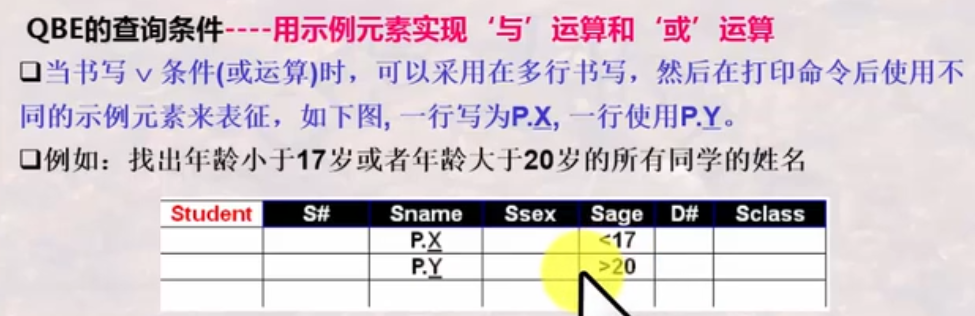 QBE的查询条件----用示例元素实现‘与’运算和‘或’运算
❑当书写∨条件(或运算)时，可以采用在多行书写，然后在打印命令后使用不
同的示例元素来表征，如下图, 一行写为P.X, 一行使用P.Y。
❑例如：找出年龄小于17岁或者年龄大于20岁的所有同学的姓名
Student S# Sname Ssex Sage D# Sclass
P.X <17
P.Y >20